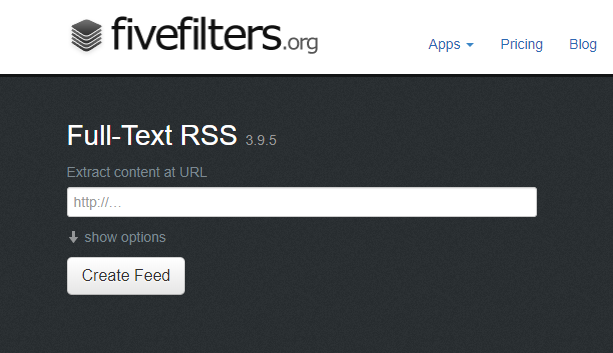 fivefilters.org
Apps Pricing Blog
Full-Text RSS 3.9.5
Extract content at URL
http://...
show options
Create Feed